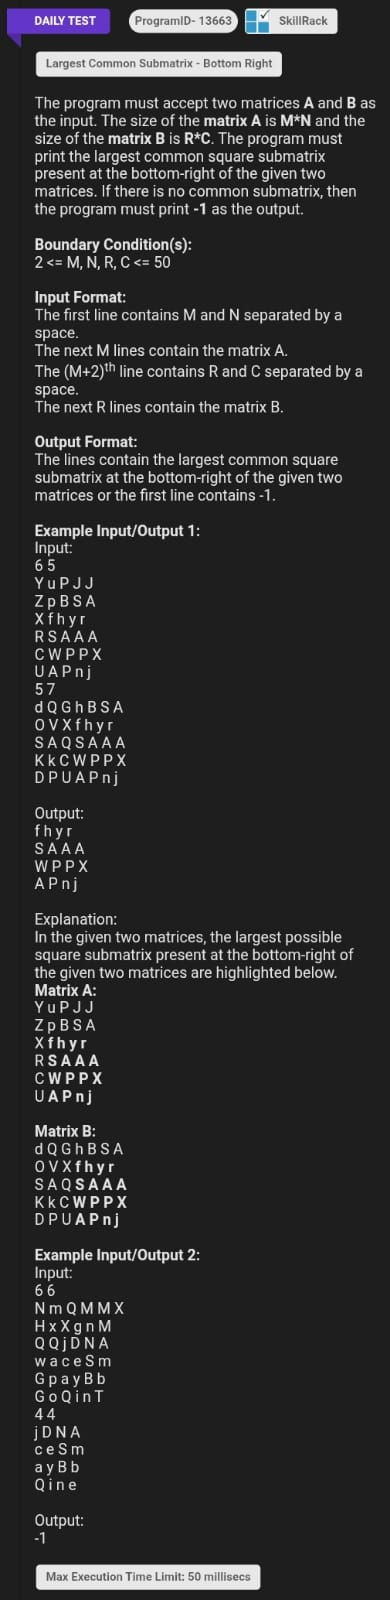 DAILY TEST
ProgramID- 13663
SkillRack
Largest Common Submatrix - Bottom Right
The program must accept two matrices A and B as
the input. The size of the matrix A is M*N and the
size of the matrix B is R*C. The program must
print the largest common square submatrix
present at the bottom-right of the given two
matrices. If there is no common submatrix, then
the program must print -1 as the output.
Boundary Condition(s):
2 <= M, N, R, C <= 50
Input Format:
The first line contains M and N separated by a
space.
The next M lines contain the matrix A.
The (M+2)th line contains R and C separated by a
space.
The next R lines contain the matrix B.
Output Format:
The lines contain the largest common square
submatrix at the bottom-right of the given two
matrices or the first line contains -1.
Example Input/Output 1:
Input:
6 5
Y u P J J
Z p B S A
X f h y r
R S A A A
C W P P X
U A P n j
5 7
d Q G h B S A
O V X f h y r
S A Q S A A A
K k C W P P X
D P U A P n j
Output:
f h y r
S A A A
W P P X
A P n j
Explanation:
In the given two matrices, the largest possible
square submatrix present at the bottom-right of
the given two matrices are highlighted below.
Matrix A:
Y u P J J
Z p B S A
X f h y r
R S A A A
C W P P X
U A P n j
Matrix B:
d Q G h B S A
O V X f h y r
S A Q S A A A
K k C W P P X
D P U A P n j
Example Input/Output 2:
Input:
6 6
N m Q M M X
H x X g n M
Q Q j D N A
w a c e S m
G p a y B b
G o Q i n T
4 4
j D N A
c e S m
a y B b
Q i n e
Output:
-1
Max Execution Time Limit: 50 millisecs